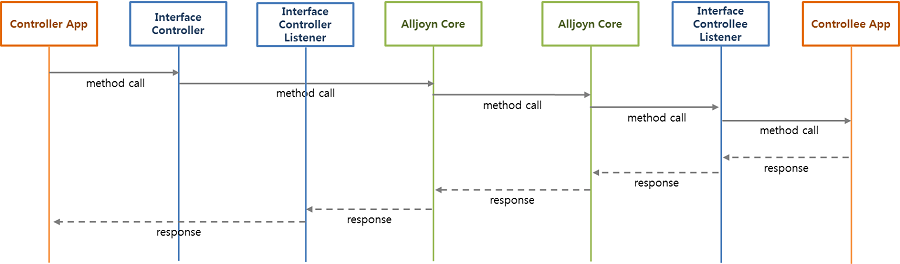 Controller App
Interface
Controller
Interface
Controller
Listener
Alljoyn Core
Alljoyn Core
Interface
Controllee
Listener
Controllee App
method call
method call
method call
method call
method call
response
response
response
response
response